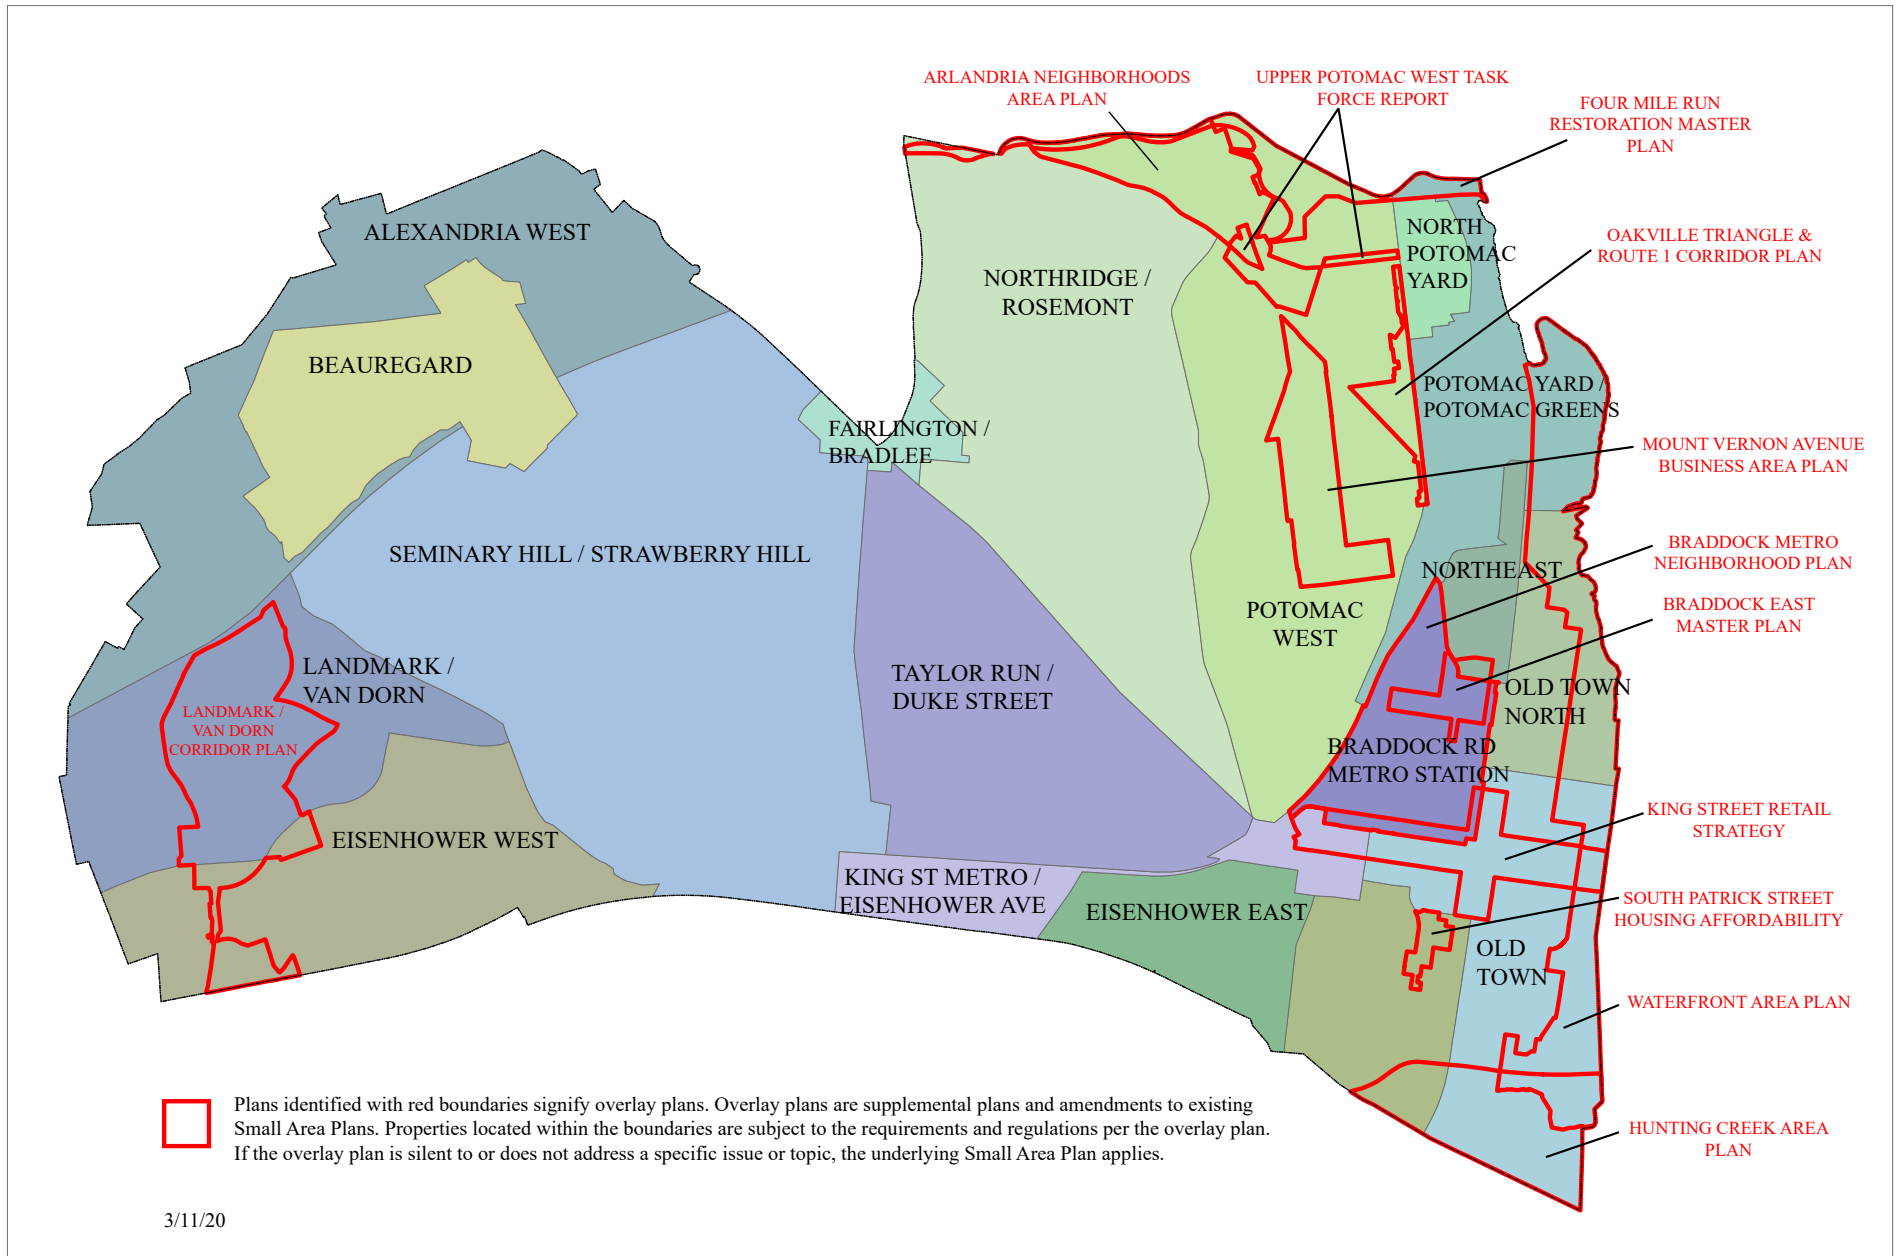 ARLANDRIA NEIGHBORHOODS
AREA PLAN
UPPER POTOMAC WEST TASK
FORCE REPORT
FOUR MILE RUN
RESTORATION MASTER
PLAN
ALEXANDRIA WEST
NORTH
POTOMAC
YARD
OAKVILLE TRIANGLE &
ROUTE 1 CORRIDOR PLAN
NORTHRIDGE /
ROSEMONT
BEAUREGARD
POTOMAC YARD /
POTOMAC GREENS
FAIRLINGTON /
BRADLEE
MOUNT VERNON AVENUE
BUSINESS AREA PLAN
SEMINARY HILL / STRAWBERRY HILL
BRADDOCK METRO
NEIGHBORHOOD PLAN
NORTHEAST
POTOMAC
WEST
BRADDOCK EAST
MASTER PLAN
LANDMARK /
VAN DORN
TAYLOR RUN /
DUKE STREET
OLD TOWN
NORTH
LANDMARK /
VAN DORN
CORRIDOR PLAN
BRADDOCK RD
METRO STATION
EISENHOWER WEST
KING STREET RETAIL
STRATEGY
KING ST METRO /
EISENHOWER AVE
EISENHOWER EAST
SOUTH PATRICK STREET
HOUSING AFFORDABILITY
OLD
TOWN
WATERFRONT AREA PLAN
Plans identified with red boundaries signify overlay plans. Overlay plans are supplemental plans and amendments to existing
Small Area Plans. Properties located within the boundaries are subject to the requirements and regulations per the overlay plan.
If the overlay plan is silent to or does not address a specific issue or topic, the underlying Small Area Plan applies.
HUNTING CREEK AREA
PLAN
3/11/20